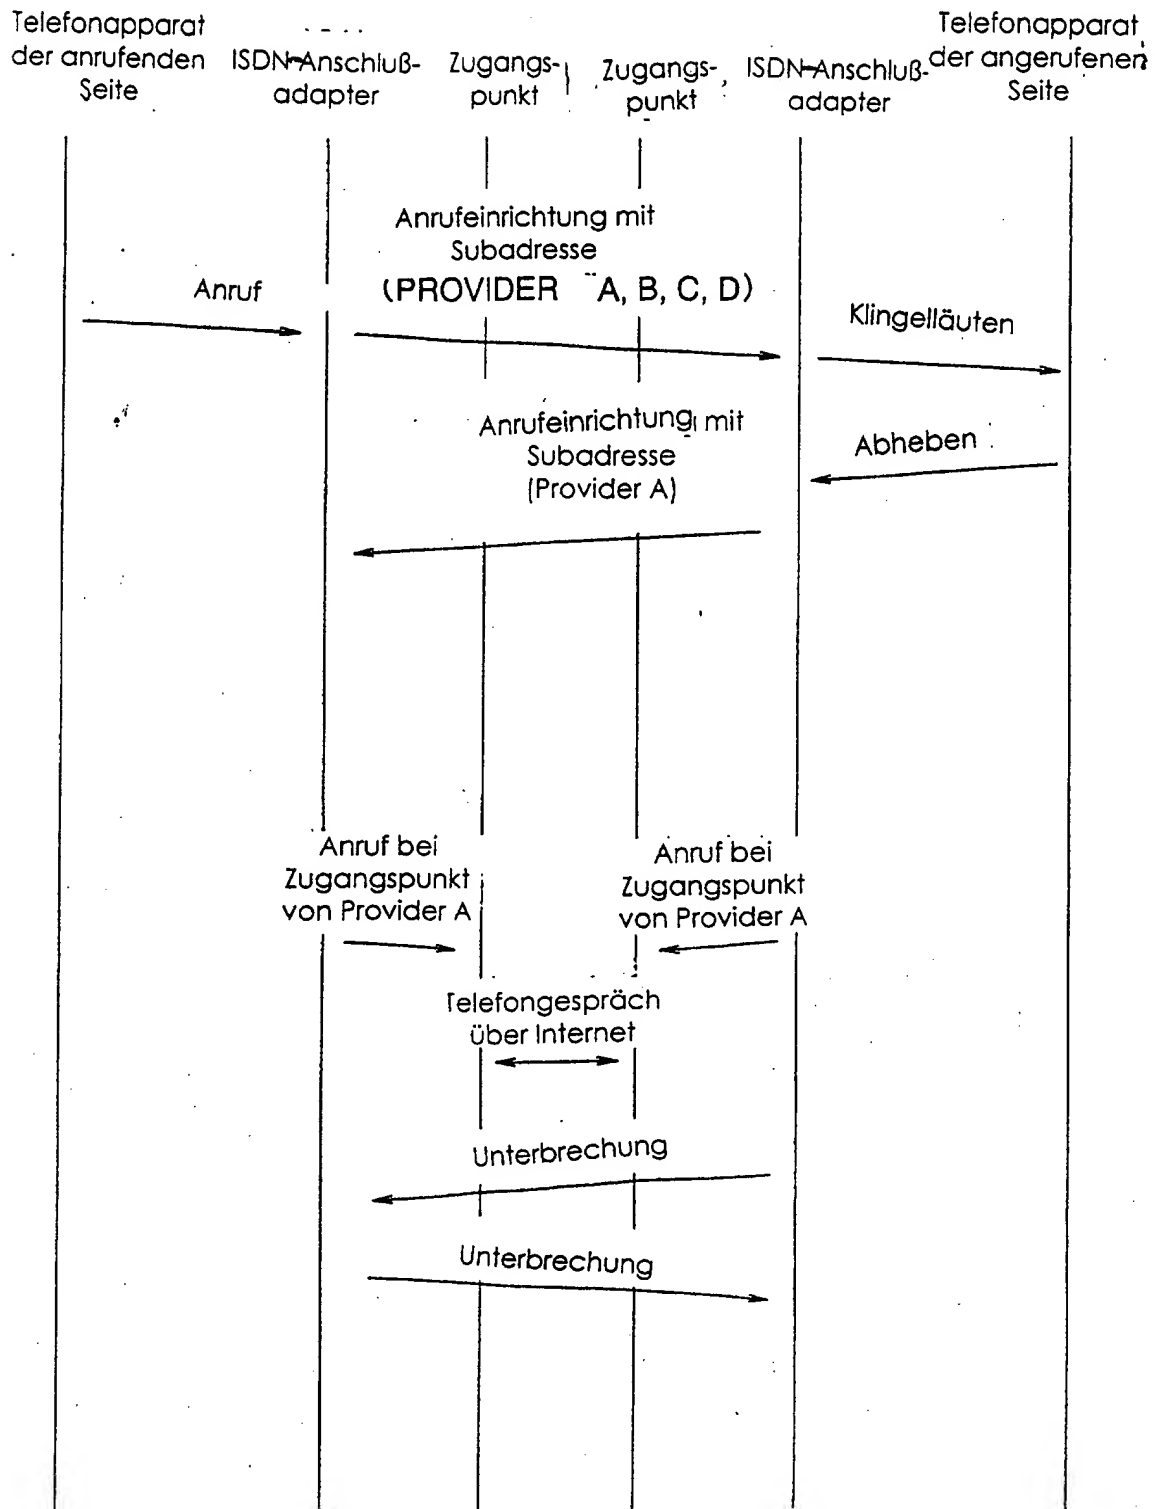 Telefonapparat
der anrufenden
Seite
ISDN-Anschluß-
adapter
Zugangs-
punkt
Zugangs-
punkt
ISDN-Anschluß-
adapter
Telefonapparat
der angerufenen
Seite
Anrufeinrichtung mit
Subadresse
(PROVIDER A, B, C, D)
Anruf
Klingelläuten
Anrufeinrichtung mit
Subadresse
(Provider A)
Abheben
Anruf bei
Zugangspunkt
von Provider A
Anruf bei
Zugangspunkt
von Provider A
Telefongespräch
über Internet
Unterbrechung
Unterbrechung